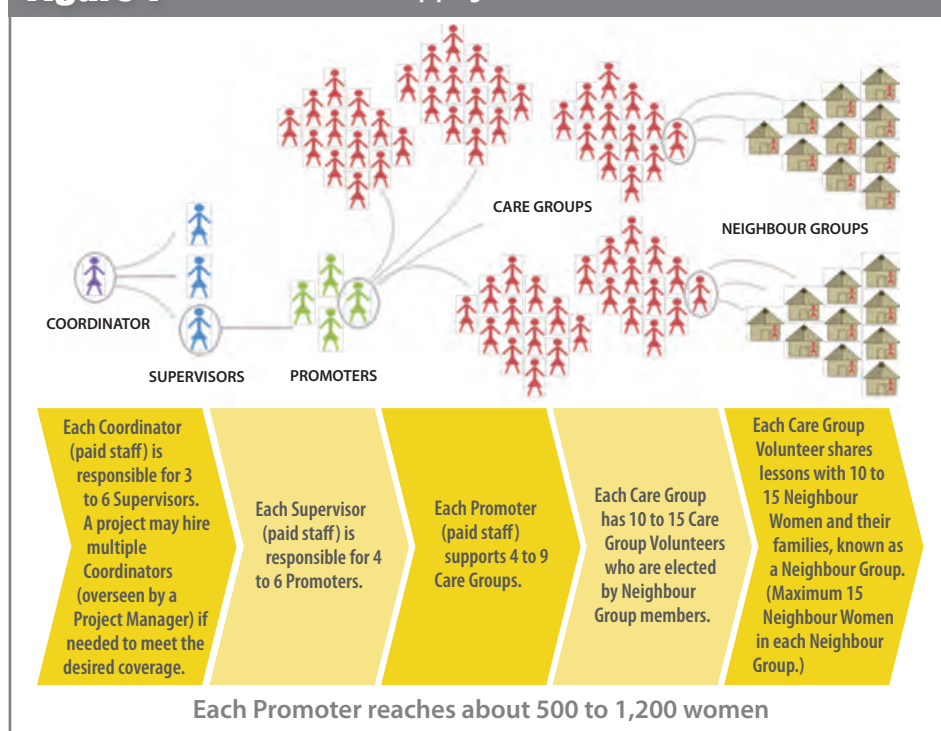 CARE GROUPS
NEIGHBOUR GROUPS
COORDINATOR
SUPERVISORS
PROMOTERS
Each Coordinator
(paid staff) is
responsible for 3
to 6 Supervisors.
A project may hire
multiple
Coordinators
(overseen by a
Project Manager) if
needed to meet the
desired coverage.
Each Supervisor
(paid staff) is
responsible for 4
to 6 Promoters.
Each Promoter
(paid staff)
supports 4 to 9
Care Groups.
Each Care Group
has 10 to 15 Care
Group Volunteers
who are elected
by Neighbour
Group members.
Each Care Group
Volunteer shares
lessons with 10 to
15 Neighbour
Women and their
families, known as
a Neighbour Group.
(Maximum 15
Neighbour Women
in each Neighbour
Group.)
Each Promoter reaches about 500 to 1,200 women